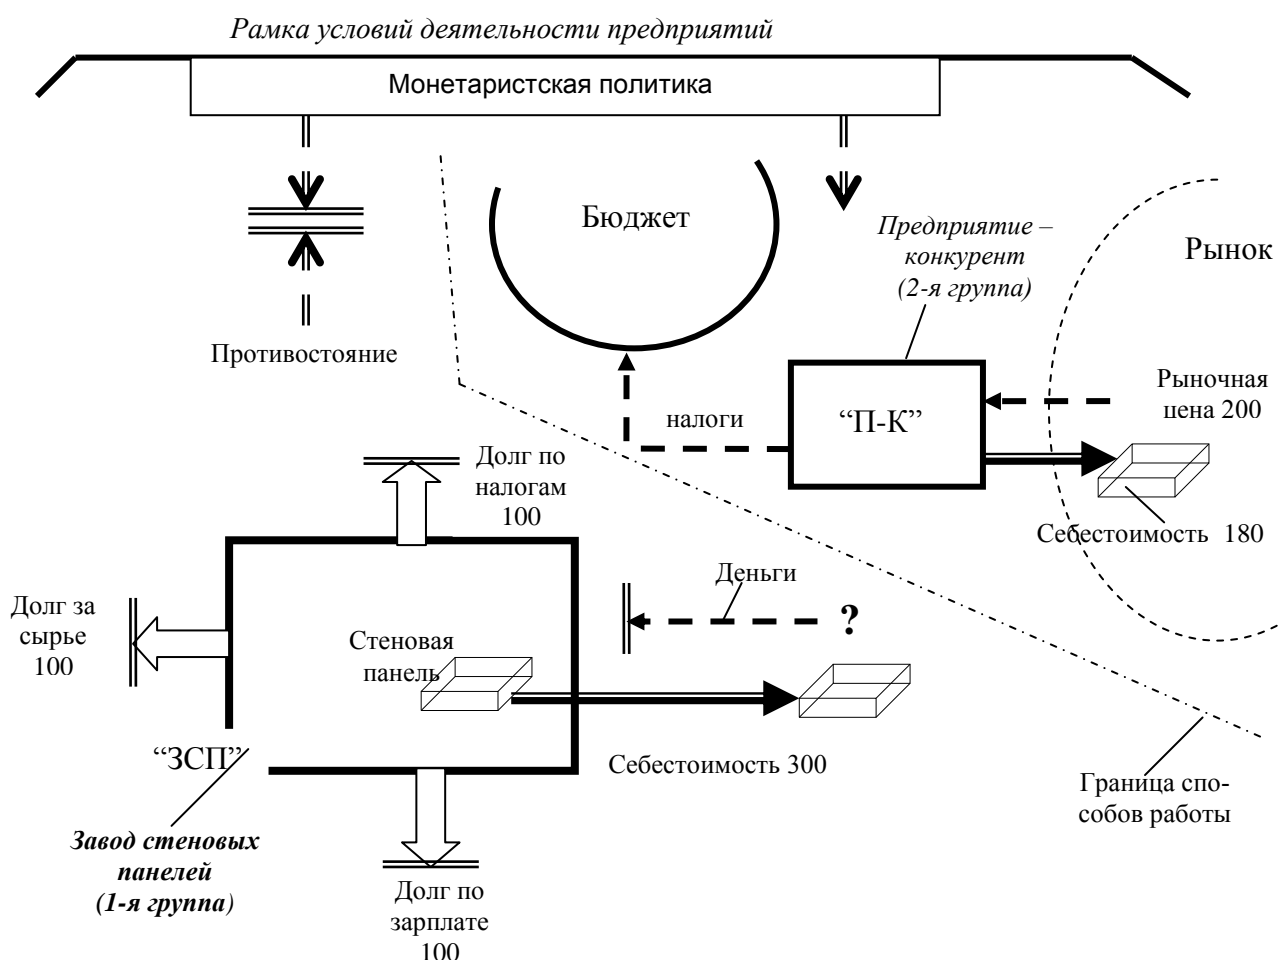 Рамка условий деятельности предприятий
Монетаристская политика
Бюджет
Предприятие –
конкурент
(2-я группа)
Рынок
Противостояние
налоги
“П-К”
Рыночная
цена 200
Долг по
налогам
100
Себестоимость 180
Деньги
?
Долг за
сырье
100
Стеновая
панель
“ЗСП”
Себестоимость 300
Граница спо-
собов работы
Завод стеновых
панелей
(1-я группа)
Долг по
зарплате
100